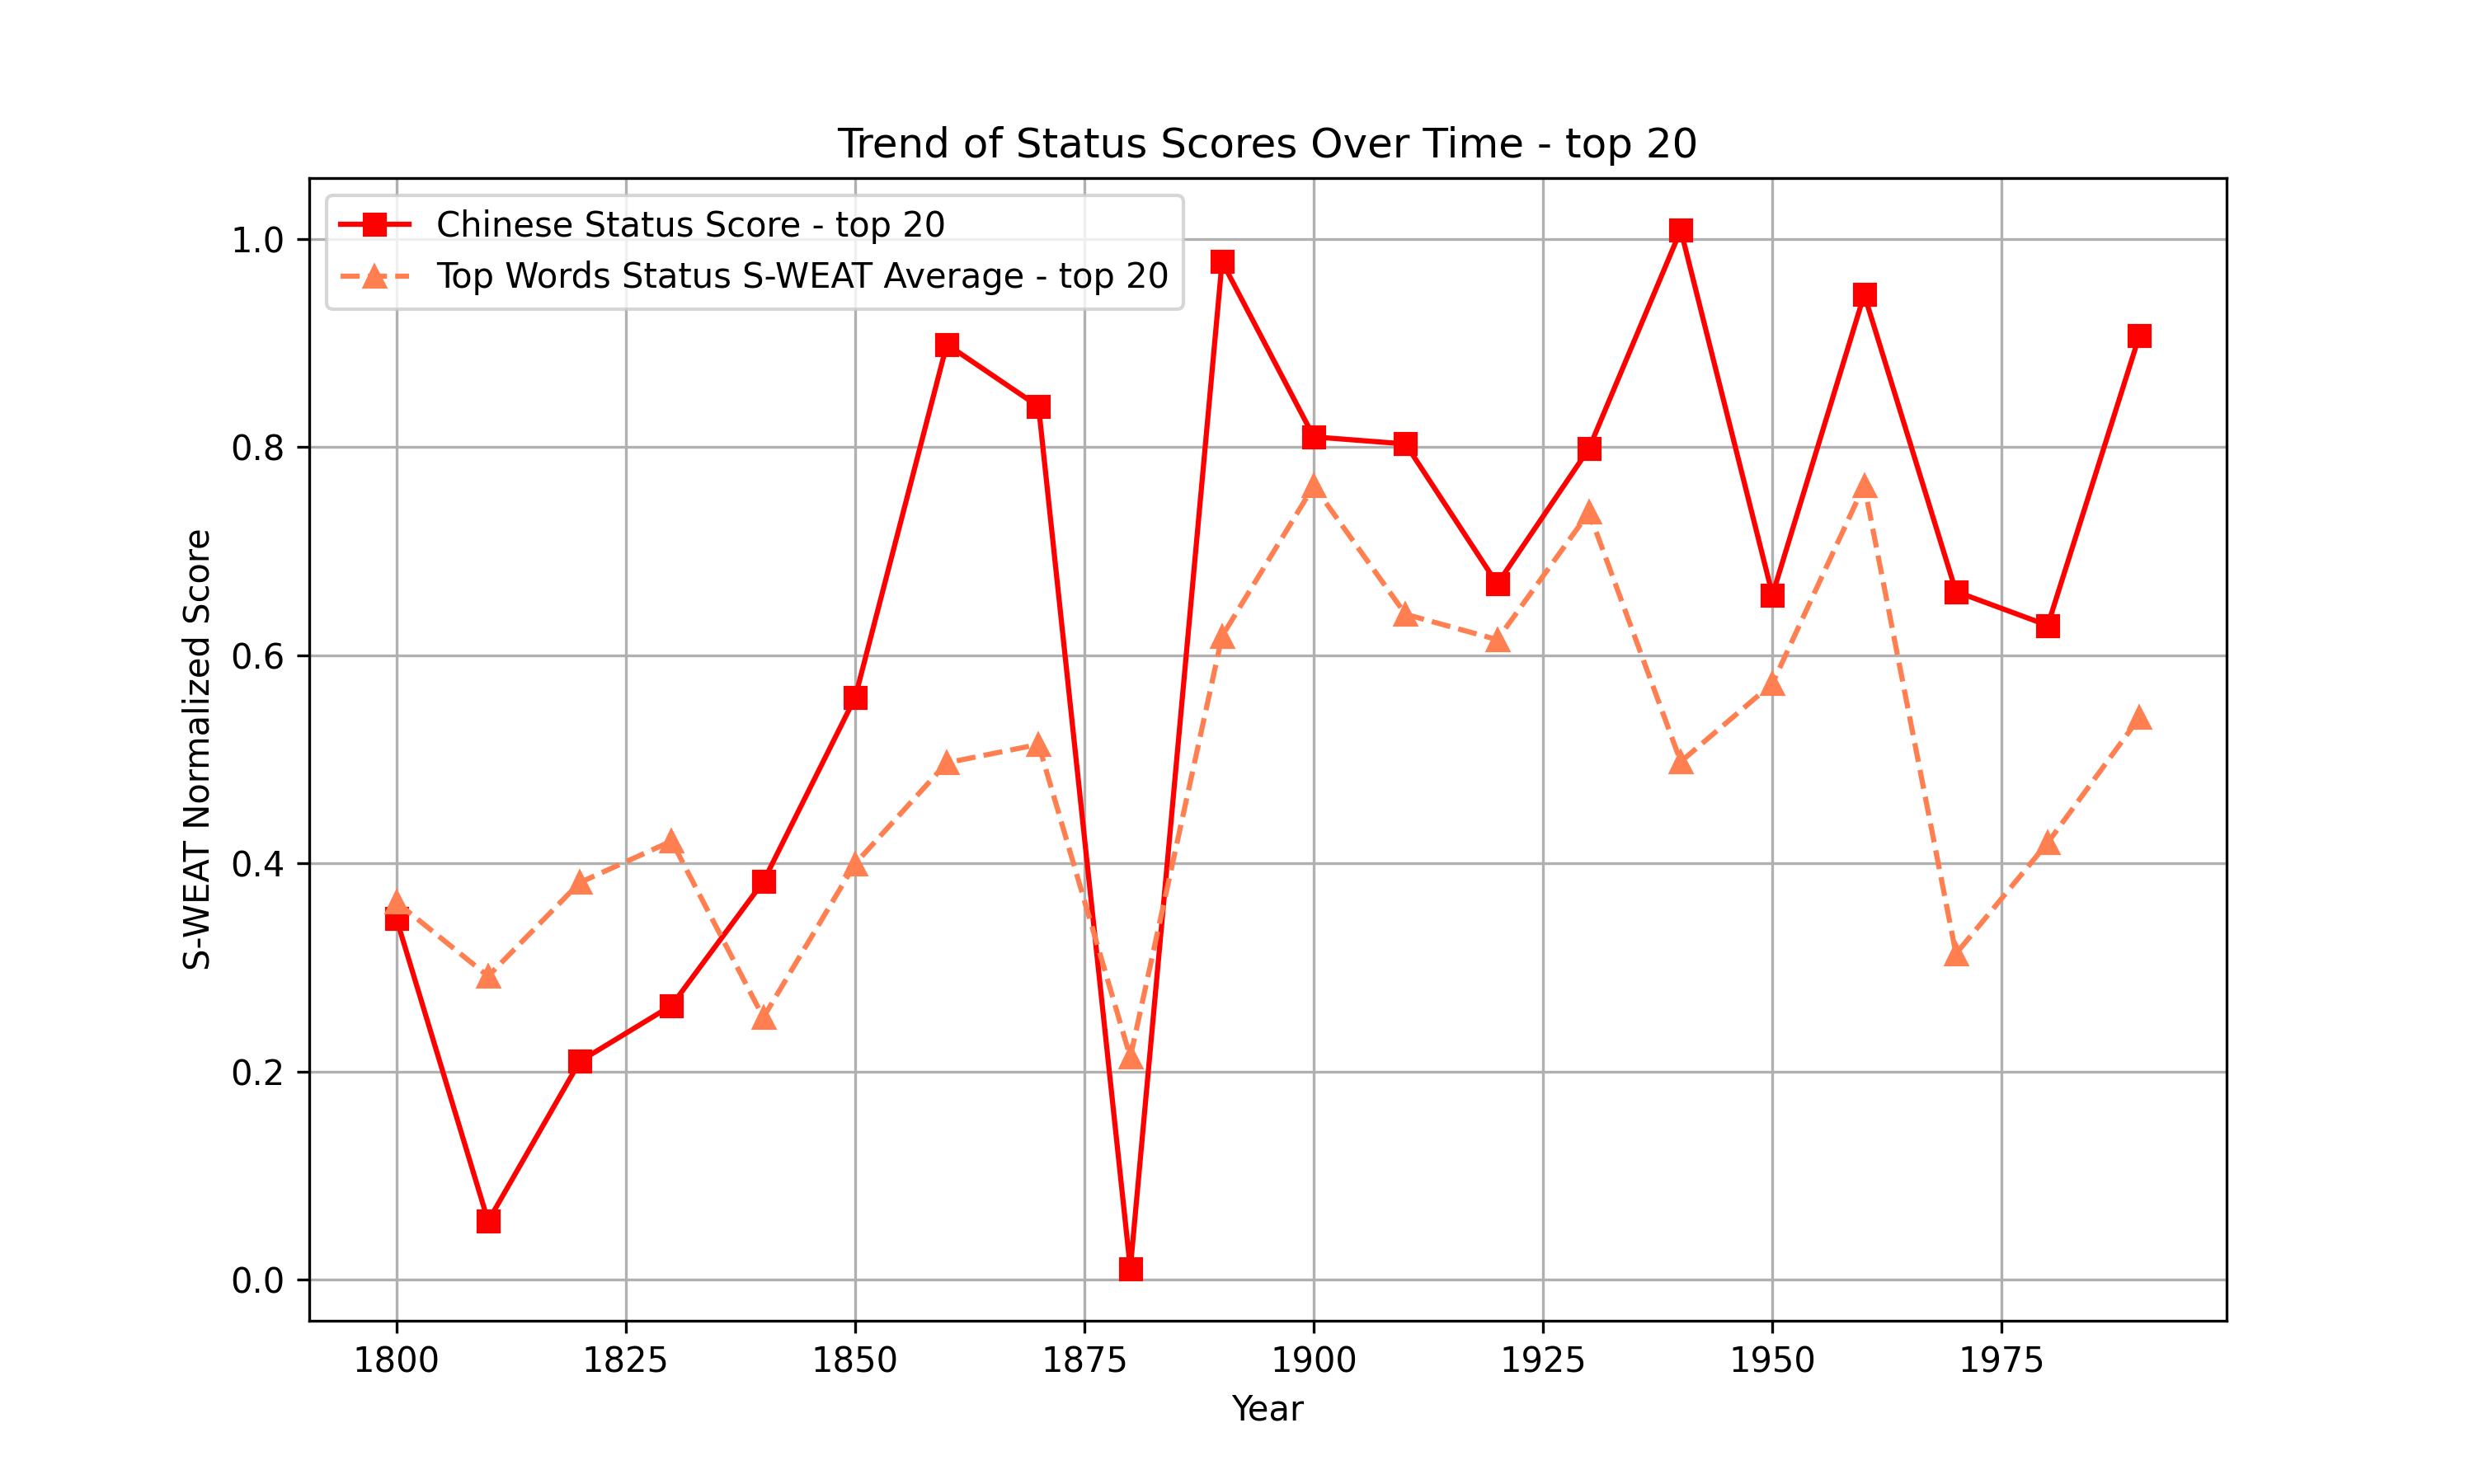 Trend of Status Scores Over Time - top 20
Chinese Status Score - top 20
Top Words Status S-WEAT Average - top 20
S-WEAT Normalized Score
1.0
0.8
0.6
0.4
0.2
0.0
1800 1825 1850 1875 1900 1925 1950 1975
Year